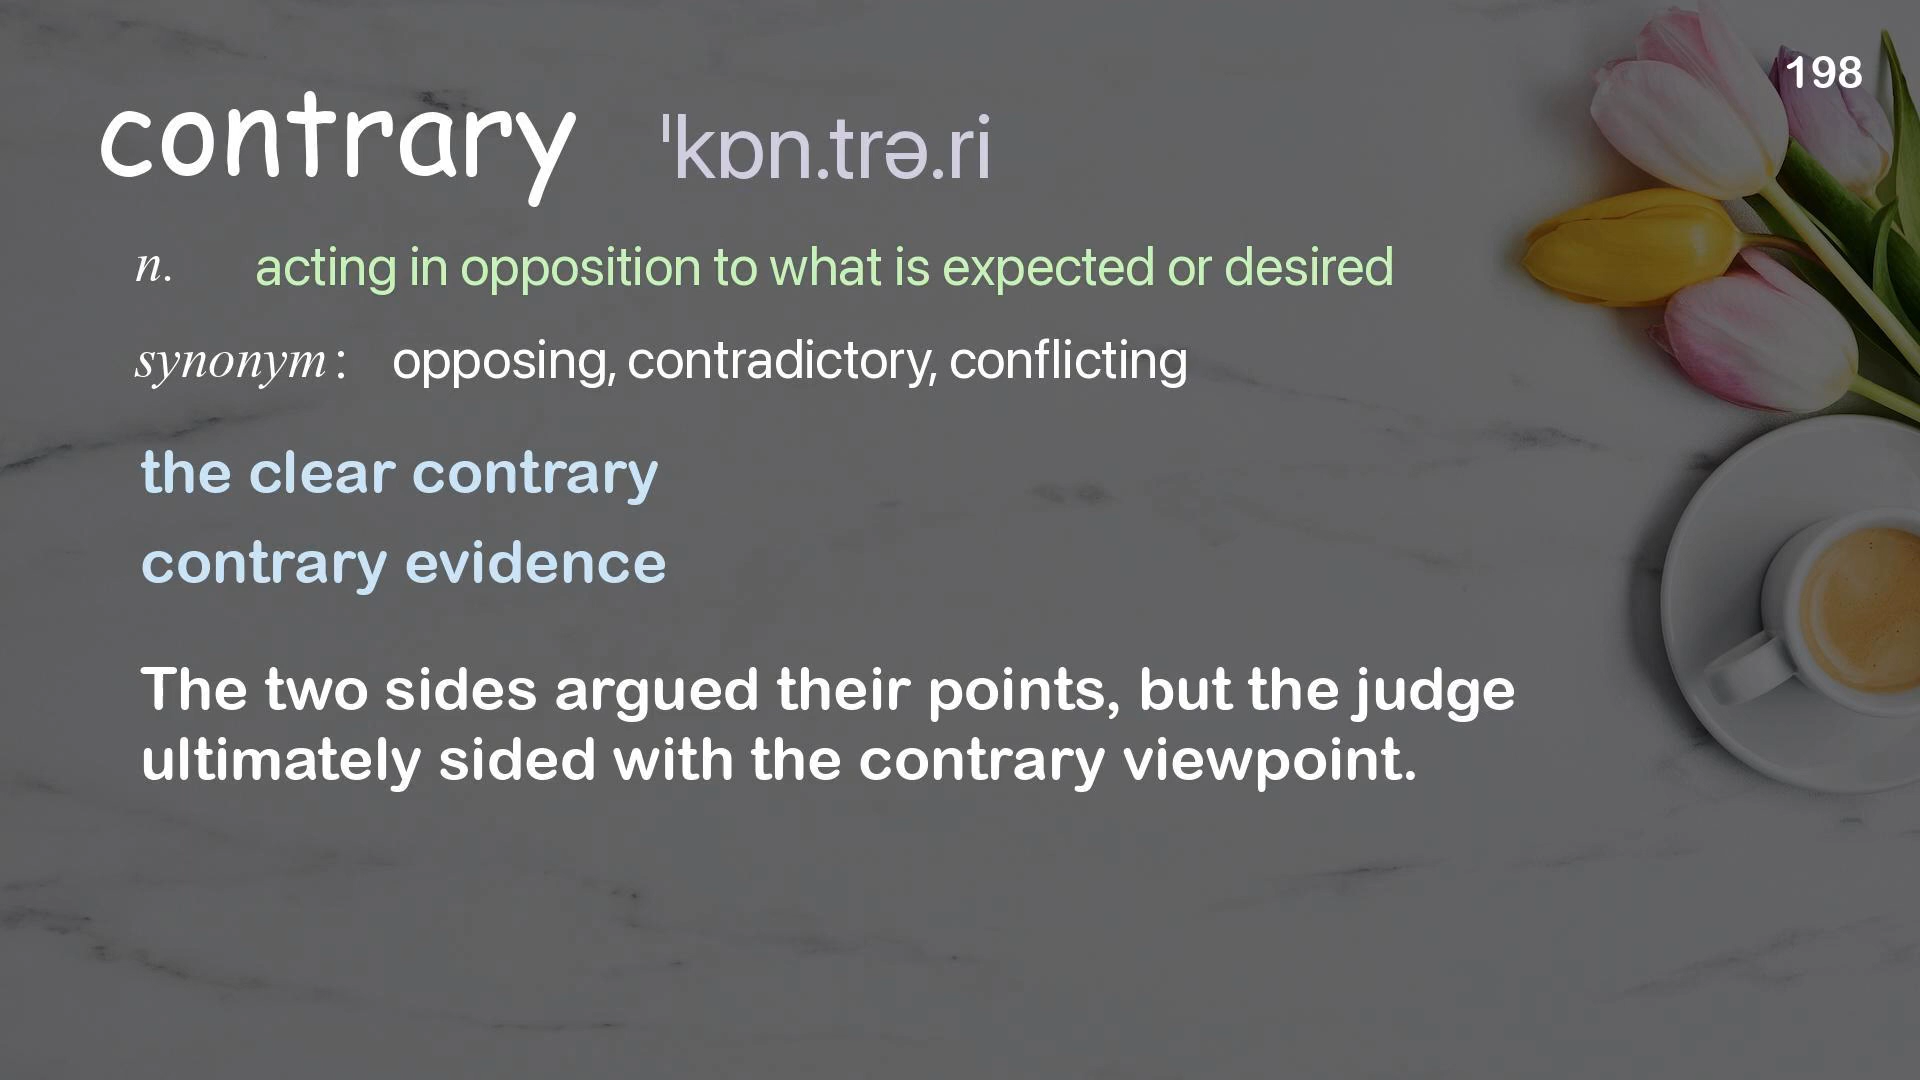 198
contrary ˈkɒn.trə.ri
n. acting in opposition to what is expected or desired
synonym: opposing, contradictory, conflicting
the clear contrary
contrary evidence
The two sides argued their points, but the judge
ultimately sided with the contrary viewpoint.